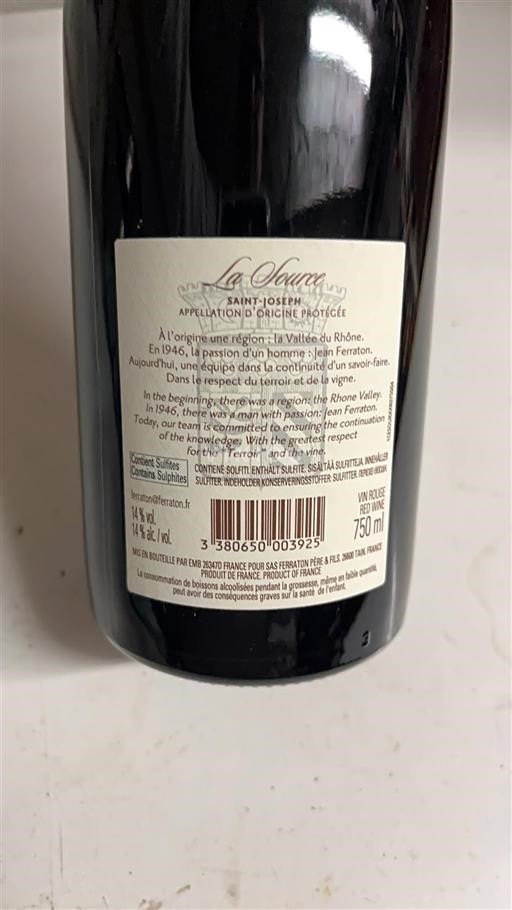 La Source
SAINT-JOSEPH
APPELLATION D'ORIGINE PROTÉGÉE
À l'origine une région : la Vallée du Rhône.
En 1946, la passion d'un homme : Jean Ferraton.
Aujourd'hui, une équipe dans la continuité d'un savoir-faire.
Dans le respect du terroir et de la vigne.
In the beginning, there was a region: the Rhone Valley.
In 1946, there was a man with passion: Jean Ferraton.
Today, our team is committed to ensuring the continuation
of the knowledge. With the greatest respect
for the "Terroir" and the vine.
Contient Sulfites
Contains Sulphites
CONTIENE SOLFITI. ENTHÄLT SULFITE. SISÄLTÄÄ SULFIITTEJA. INNEHÅLLER
SULFITER. INDEHOLDER KONSERVERINGSSTOFFER: SULFITTER.
ferraton@ferraton.fr
14 % vol.
14 % alc / vol.
3 380650 003925
VIN ROUGE
RED WINE
750 ml
MIS EN BOUTEILLE PAR EMB 26347D FRANCE POUR SAS FERRATON PÈRE & FILS. 26600 TAIN, FRANCE
PRODUIT DE FRANCE. PRODUCT OF FRANCE
La consommation de boissons alcoolisées pendant la grossesse, même en faible quantité,
peut avoir des conséquences graves sur la santé de l'enfant.
3